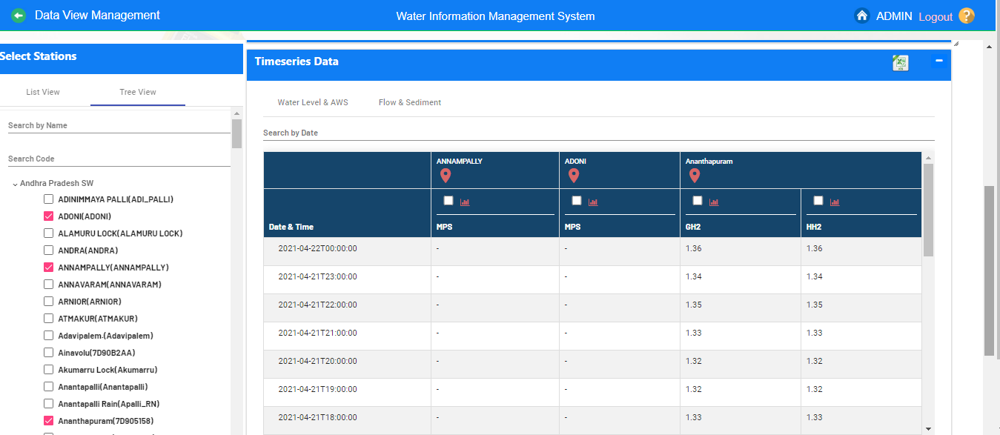 Data View Management
Water Information Management System
ADMIN Logout ?
Select Stations
List View Tree View
Search by Name
Search Code
Andhra Pradesh SW
ADINIMMAYA PALLI(ADI_PALLI)
ADONI(ADONI)
ALAMURU LOCK(ALAMURU LOCK)
ANDRA(ANDRA)
ANNAMPALLY(ANNAMPALLY)
ANNAVARAM(ANNAVARAM)
ARNIOR(ARNIOR)
ATMAKUR(ATMAKUR)
Adavipalem.(Adavipalem)
Ainavolu(7D90B2AA)
Akumarru Lock(Akumarru)
Anantapalli(Anantapalli)
Anantapalli Rain(Apalli_RN)
Ananthapuram(7D905158)
Timeseries Data
Water Level & AWS Flow & Sediment
Search by Date
ANNAMPALLY ADONI Ananthapuram
Date & Time MPS MPS GH2 HH2
2021-04-22T00:00:00 - - 1.36 1.36
2021-04-21T23:00:00 - - 1.34 1.34
2021-04-21T22:00:00 - - 1.35 1.35
2021-04-21T21:00:00 - - 1.33 1.33
2021-04-21T20:00:00 - - 1.32 1.32
2021-04-21T19:00:00 - - 1.32 1.32
2021-04-21T18:00:00 - - 1.33 1.33